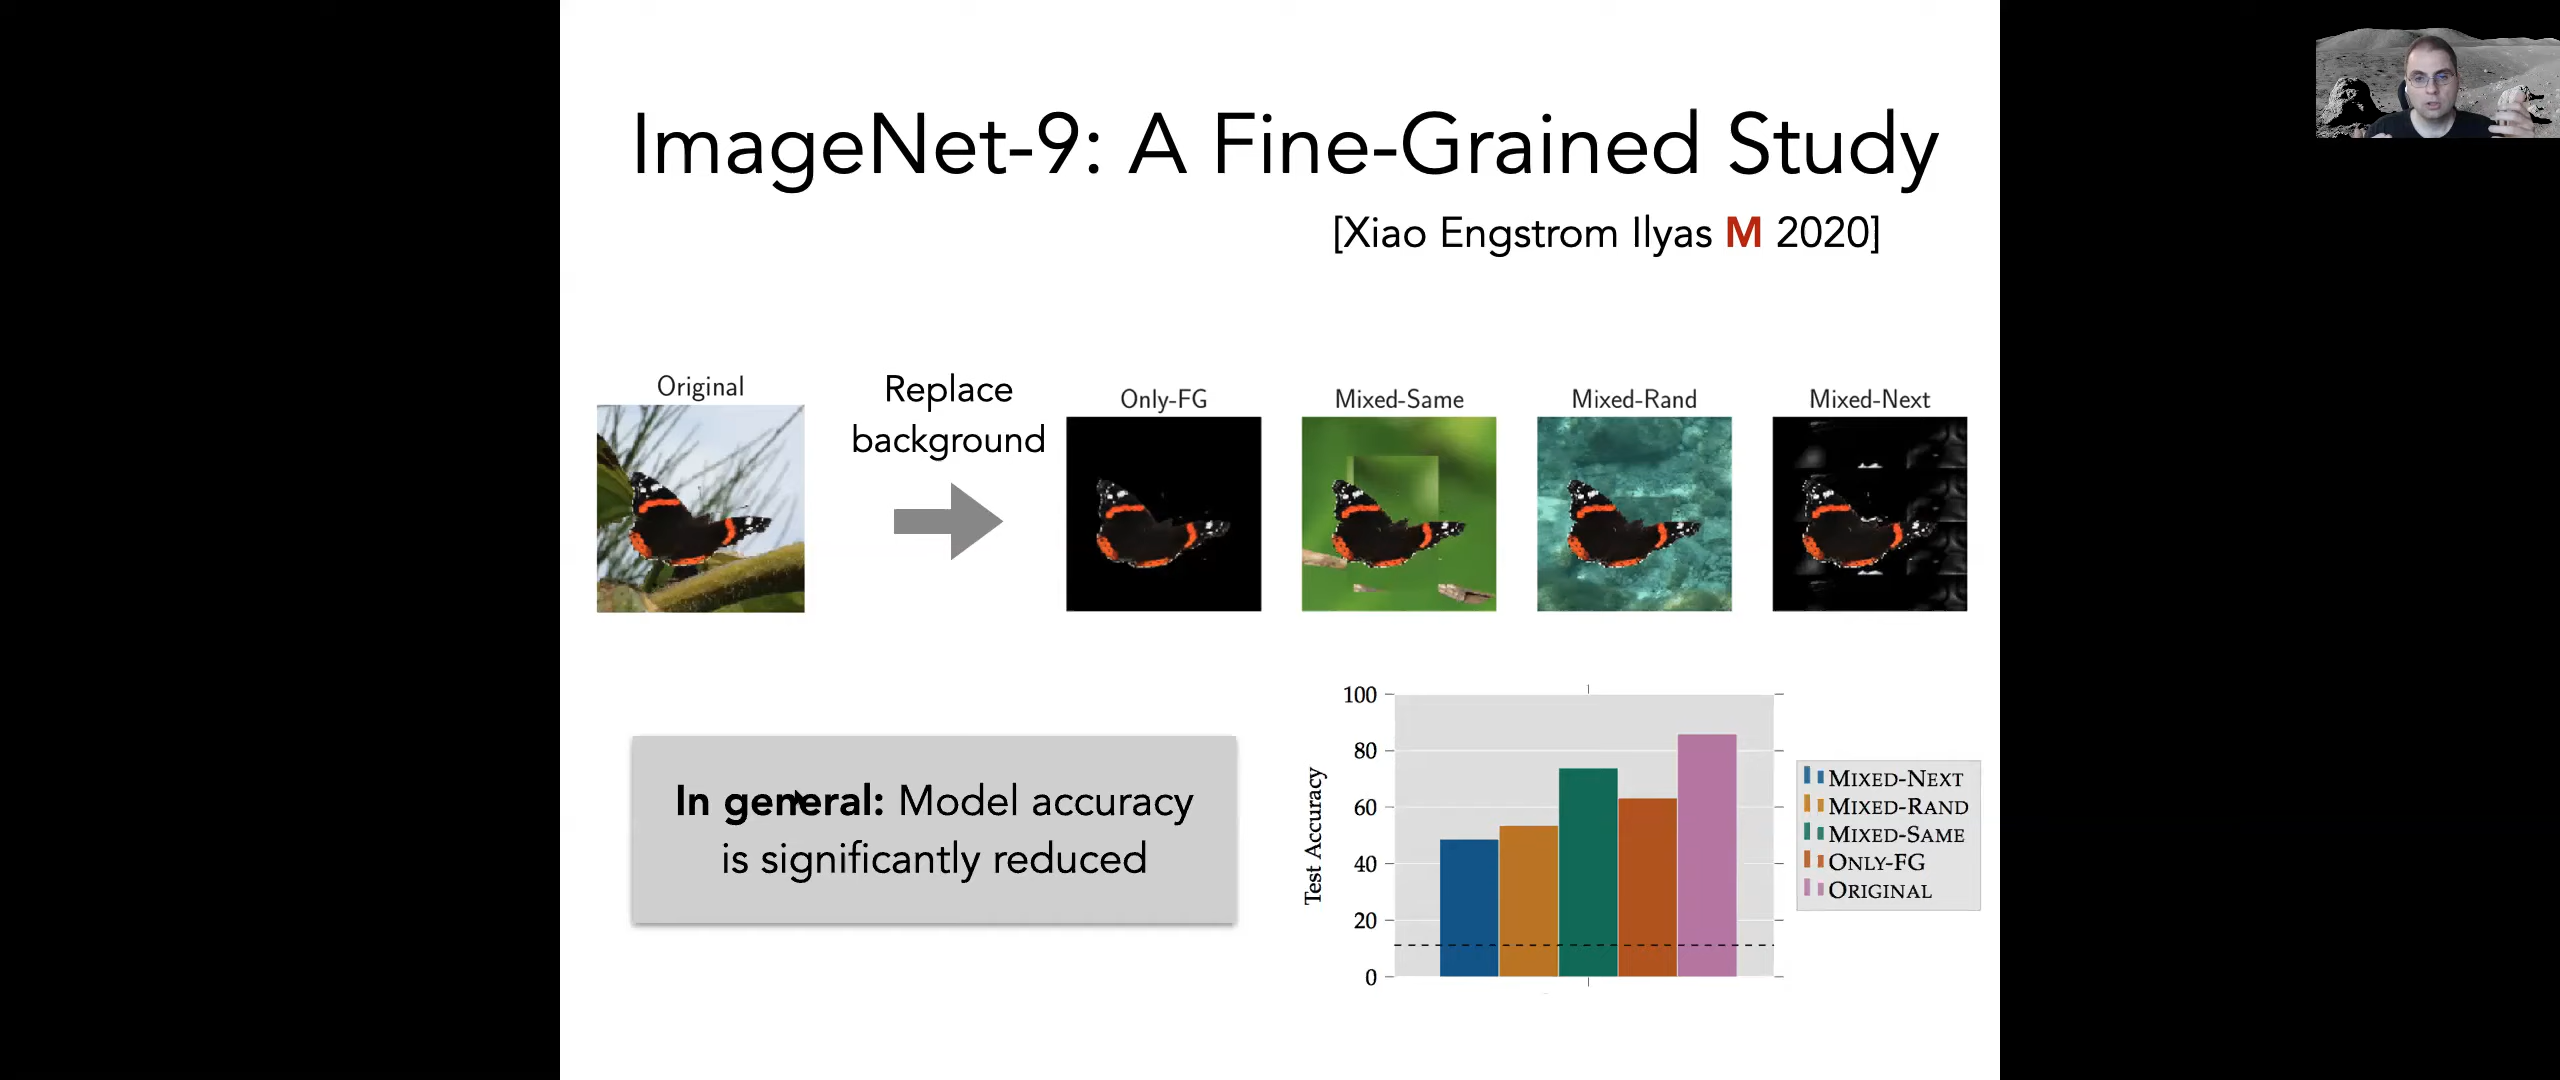 ImageNet-9: A Fine-Grained Study
[Xiao Engstrom Ilyas M 2020]
Original
Replace
background
Only-FG
Mixed-Same
Mixed-Rand
Mixed-Next
In general: Model accuracy
is significantly reduced
Test Accuracy
100
80
60
40
20
0
MIXED-NEXT
MIXED-RAND
MIXED-SAME
ONLY-FG
ORIGINAL